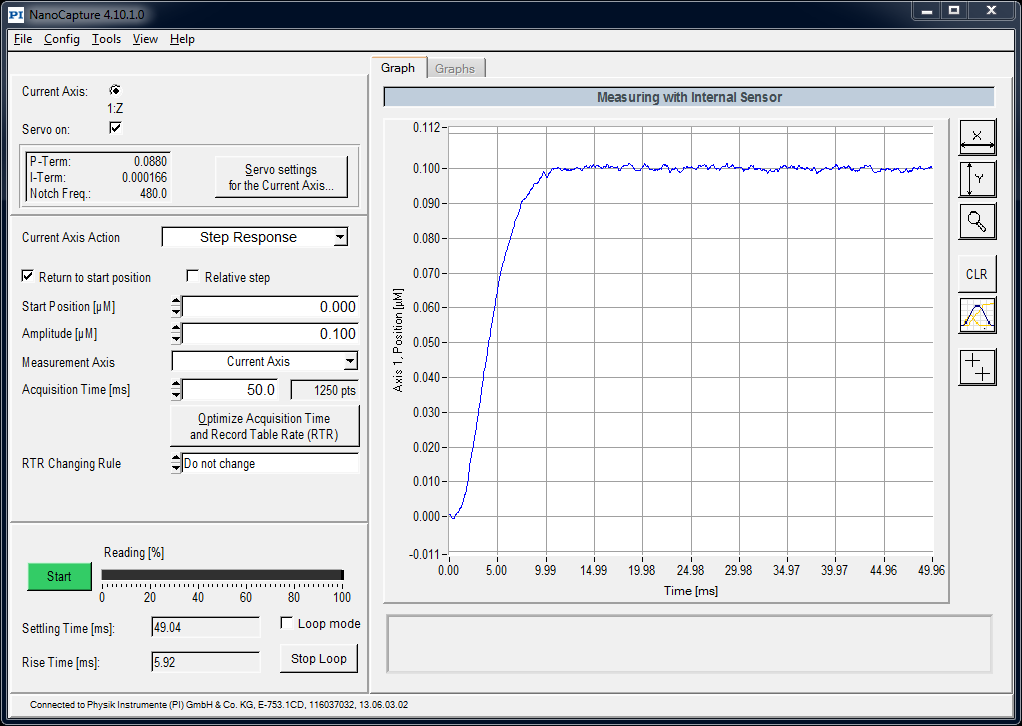 PI NanoCapture 4.10.1.0
File Config Tools View Help
Current Axis:
1:Z
Servo on:
P-Term: 0.0880
I-Term: 0.000166
Notch Freq.: 480.0
Servo settings
for the Current Axis...
Current Axis Action Step Response
Return to start position Relative step
Start Position [µM] 0.000
Amplitude [µM] 0.100
Measurement Axis Current Axis
Acquisition Time [ms] 50.0 1250 pts
Optimize Acquisition Time
and Record Table Rate (RTR)
RTR Changing Rule Do not change
Reading [%]
Start
0 20 40 60 80 100
Settling Time [ms]: 49.04 Loop mode
Rise Time [ms]: 5.92 Stop Loop
Graph Graphs
Measuring with Internal Sensor
Axis 1, Position [µM]
0.112
0.100
0.090
0.080
0.070
0.060
0.050
0.040
0.030
0.020
0.010
0.000
-0.011
0.00 5.00 9.99 14.99 19.98 24.98 29.98 34.97 39.97 44.96 49.96
Time [ms]
X
Y
CLR
Connected to Physik Instrumente (PI) GmbH & Co. KG, E-753.1CD, 116037032, 13.06.03.02